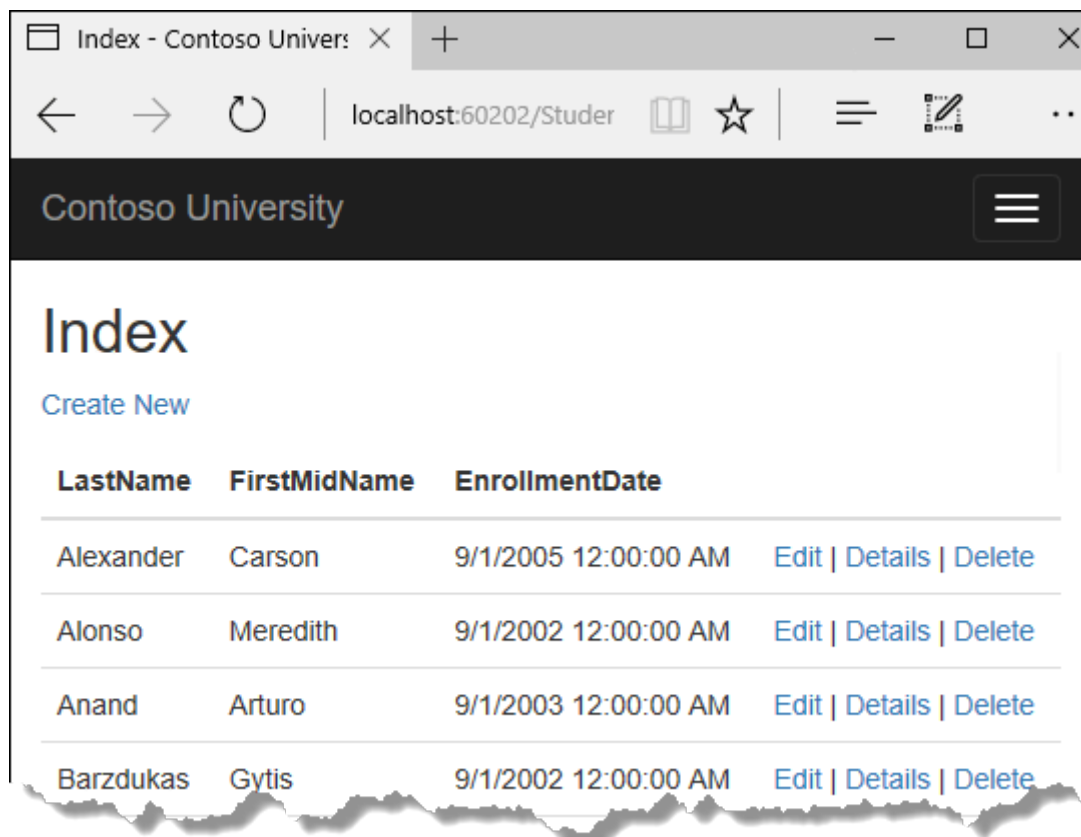 Index - Contoso Univers
localhost:60202/Studer
Contoso University
Index
Create New
LastName FirstMidName EnrollmentDate
Alexander Carson 9/1/2005 12:00:00 AM Edit | Details | Delete
Alonso Meredith 9/1/2002 12:00:00 AM Edit | Details | Delete
Anand Arturo 9/1/2003 12:00:00 AM Edit | Details | Delete
Barzdukas Gytis 9/1/2002 12:00:00 AM Edit | Details | Delete